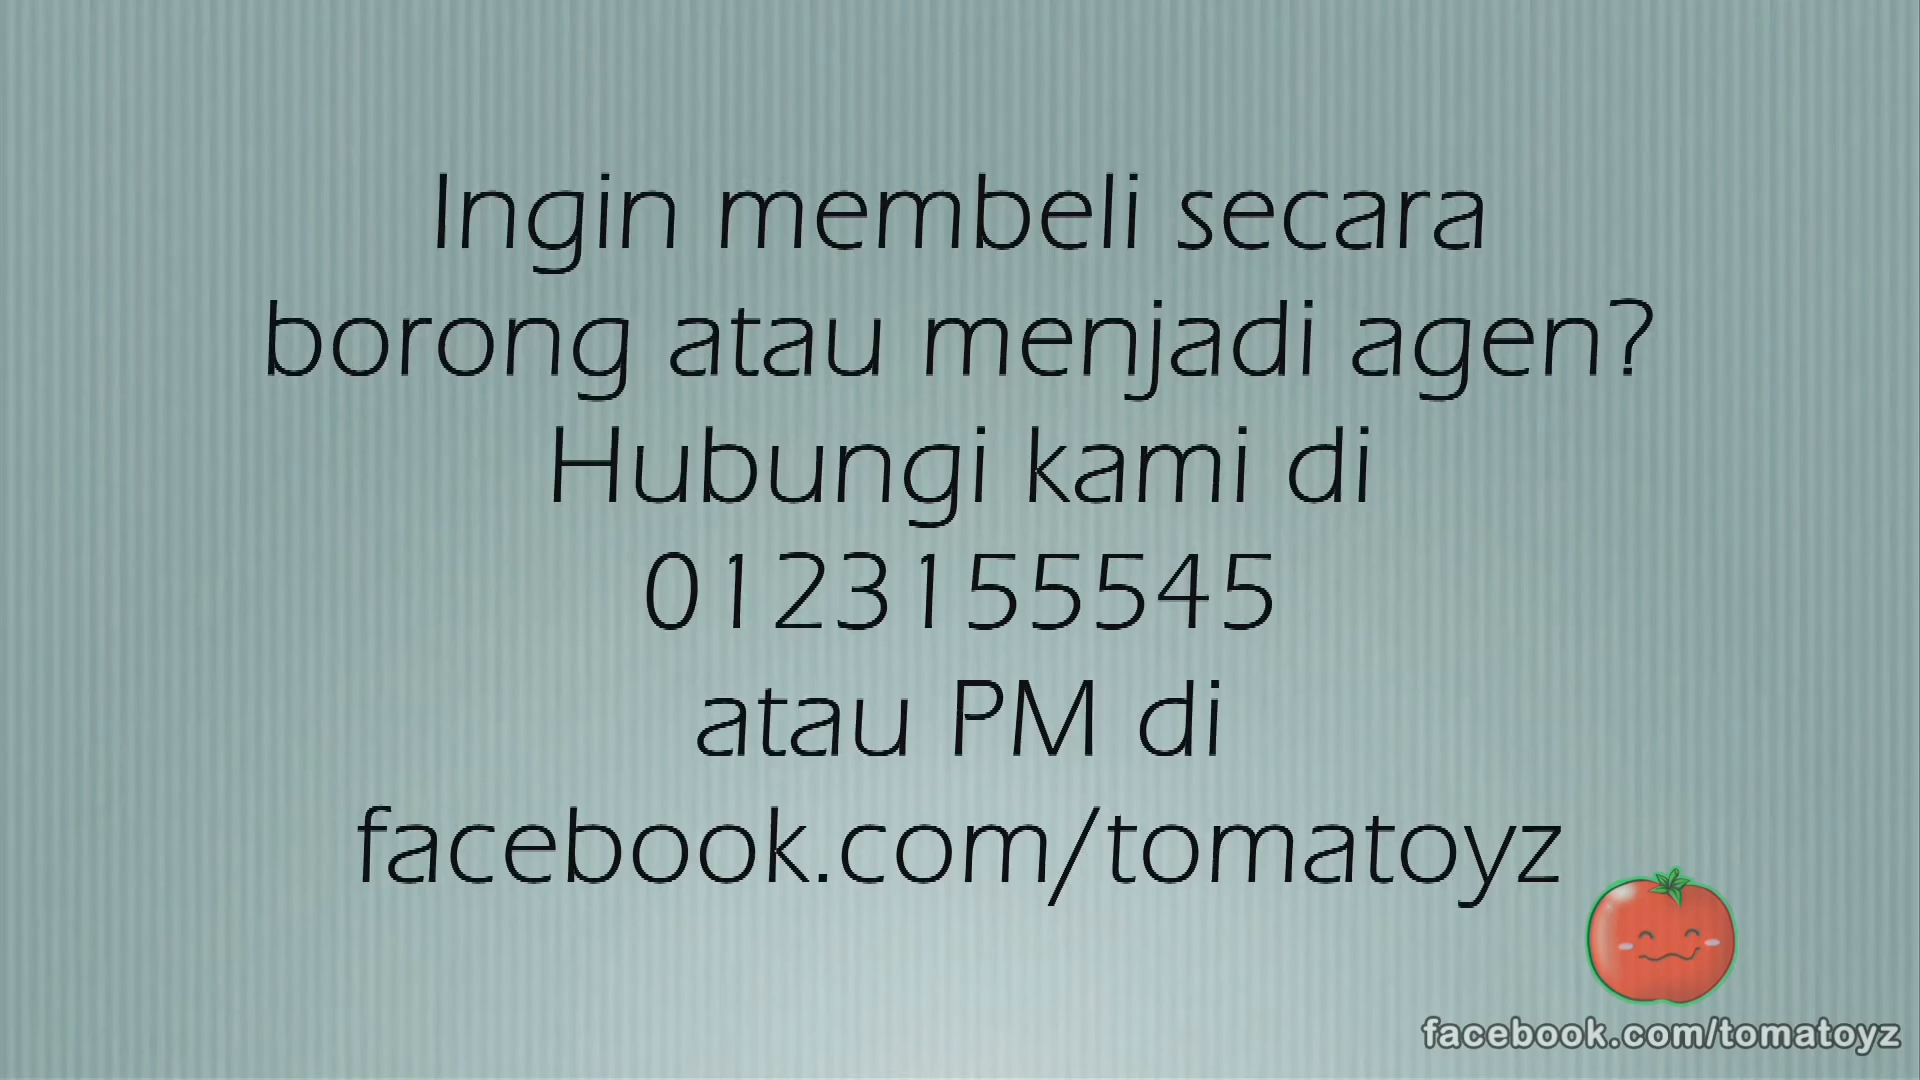 Ingin membeli secara
borong atau menjadi agen?
Hubungi kami di
0123155545
atau PM di
facebook.com/tomatoyz
facebook.com/tomatoyz